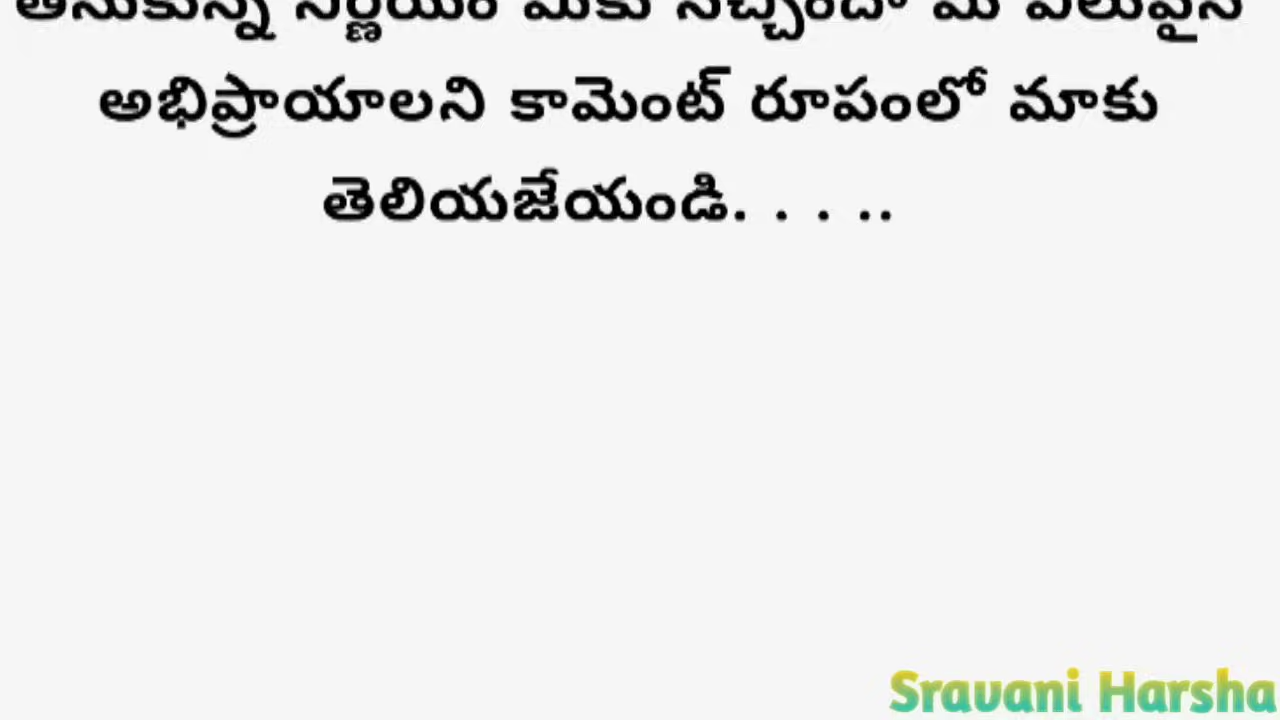 తీసుకున్న నిర్ణయం మీకు నచ్చిందా మీ విలువైన
అభిప్రాయాలని కామెంట్ రూపంలో మాకు
తెలియజేయండి. . . . ..
Sravani Harsha